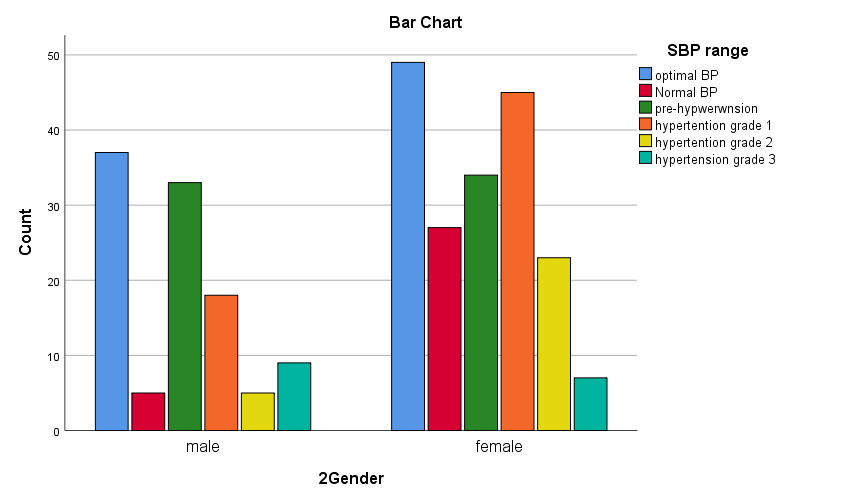 Bar Chart
SBP range
optimal BP
Normal BP
pre-hypwerwnsion
hypertention grade 1
hypertention grade 2
hypertension grade 3
Count
50
40
30
20
10
0
male
female
2Gender